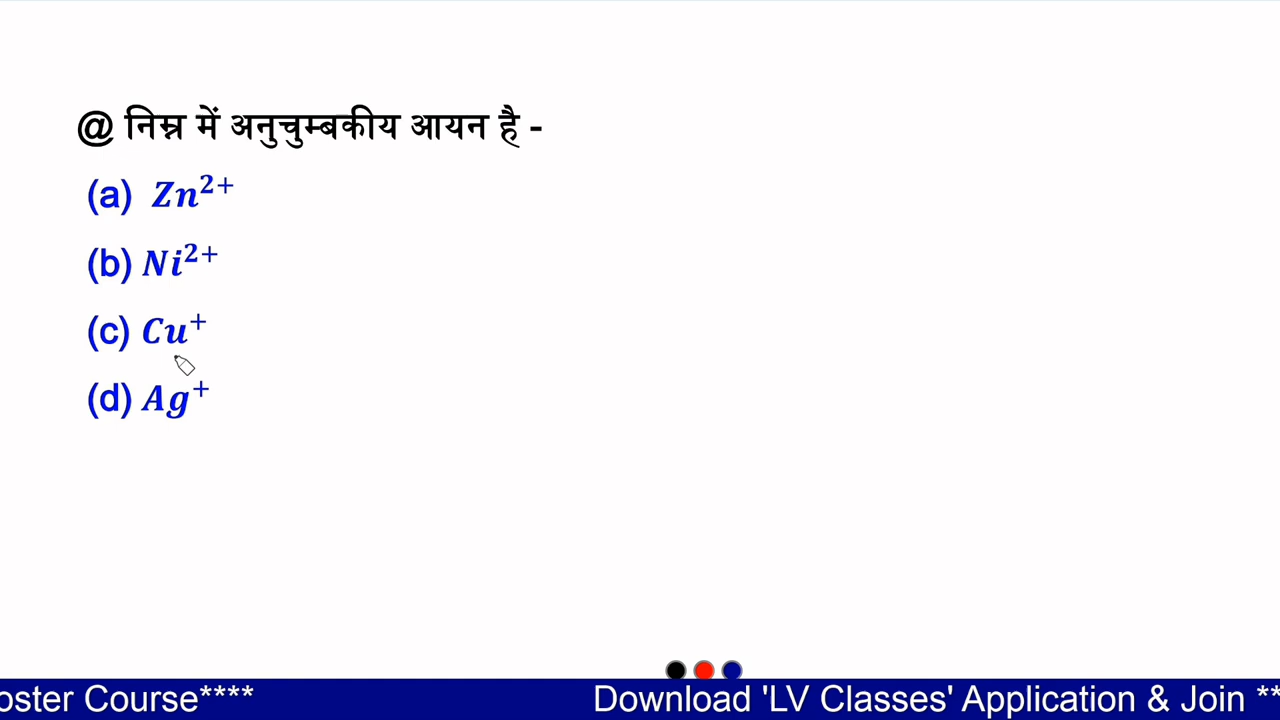 @ निम्न में अनुचुम्बकीय आयन है -
(a) Zn²⁺
(b) Ni²⁺
(c) Cu⁺
(d) Ag⁺
oster Course**** Download 'LV Classes' Application & Join **